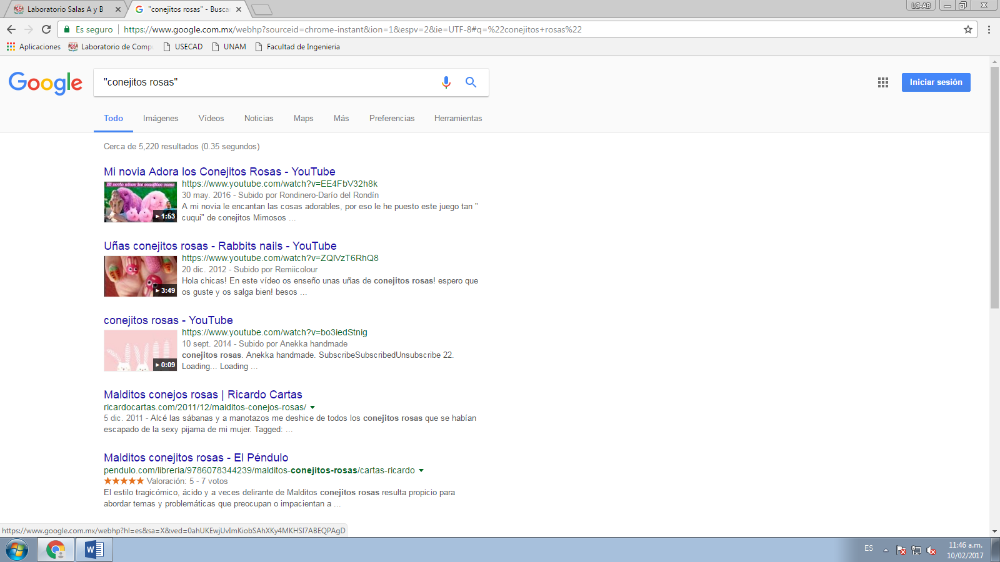 Laboratorio Salas A y B
"conejitos rosas" - Busca
LC-AB
Es seguro
https://www.google.com.mx/webhp?sourceid=chrome-instant&ion=1&espv=2&ie=UTF-8#q=%22conejitos+rosas%22
Aplicaciones
Laboratorio de Comp
USECAD
UNAM
Facultad de Ingenieria
Google
"conejitos rosas"
Iniciar sesión
Todo
Imágenes
Vídeos
Noticias
Maps
Más
Preferencias
Herramientas
Cerca de 5,220 resultados (0.35 segundos)
Mi novia Adora los Conejitos Rosas - YouTube
Mi novia adora los conejitos rosas
1:53
https://www.youtube.com/watch?v=EE4FbV32h8k
30 may. 2016 - Subido por Rondinero-Darío del Rondín
A mi novia le encantan las cosas adorables, por eso le he puesto este juego tan "
cuqui" de conejitos Mimosos ...
Uñas conejitos rosas - Rabbits nails - YouTube
3:49
https://www.youtube.com/watch?v=ZQlVzT6RhQ8
20 dic. 2012 - Subido por Remiicolour
Hola chicas! En este vídeo os enseño unas uñas de conejitos rosas! espero que
os guste y os salga bien! besos ...
conejitos rosas - YouTube
0:09
https://www.youtube.com/watch?v=bo3iedStnig
10 sept. 2014 - Subido por Anekka handmade
conejitos rosas. Anekka handmade. SubscribeSubscribedUnsubscribe 22.
Loading... Loading ...
Malditos conejos rosas | Ricardo Cartas
ricardocartas.com/2011/12/malditos-conejos-rosas/
5 dic. 2011 - Alcé las sábanas y a manotazos me deshice de todos los conejitos rosas que se habían
escapado de la sexy pijama de mi mujer. Tagged: ...
Malditos conejitos rosas - El Péndulo
pendulo.com/libreria/9786078344239/malditos-conejitos-rosas/cartas-ricardo
Valoración: 5 - 7 votos
El estilo tragicómico, ácido y a veces delirante de Malditos conejitos rosas resulta propicio para
abordar temas y problemáticas que preocupan o impacientan a ...
https://www.google.com.mx/webhp?hl=es&sa=X&ved=0ahUKEwjUvImKiobSAhXKy4MKHSl7ABEQPAgD
W
ES
11:46 a.m.
10/02/2017